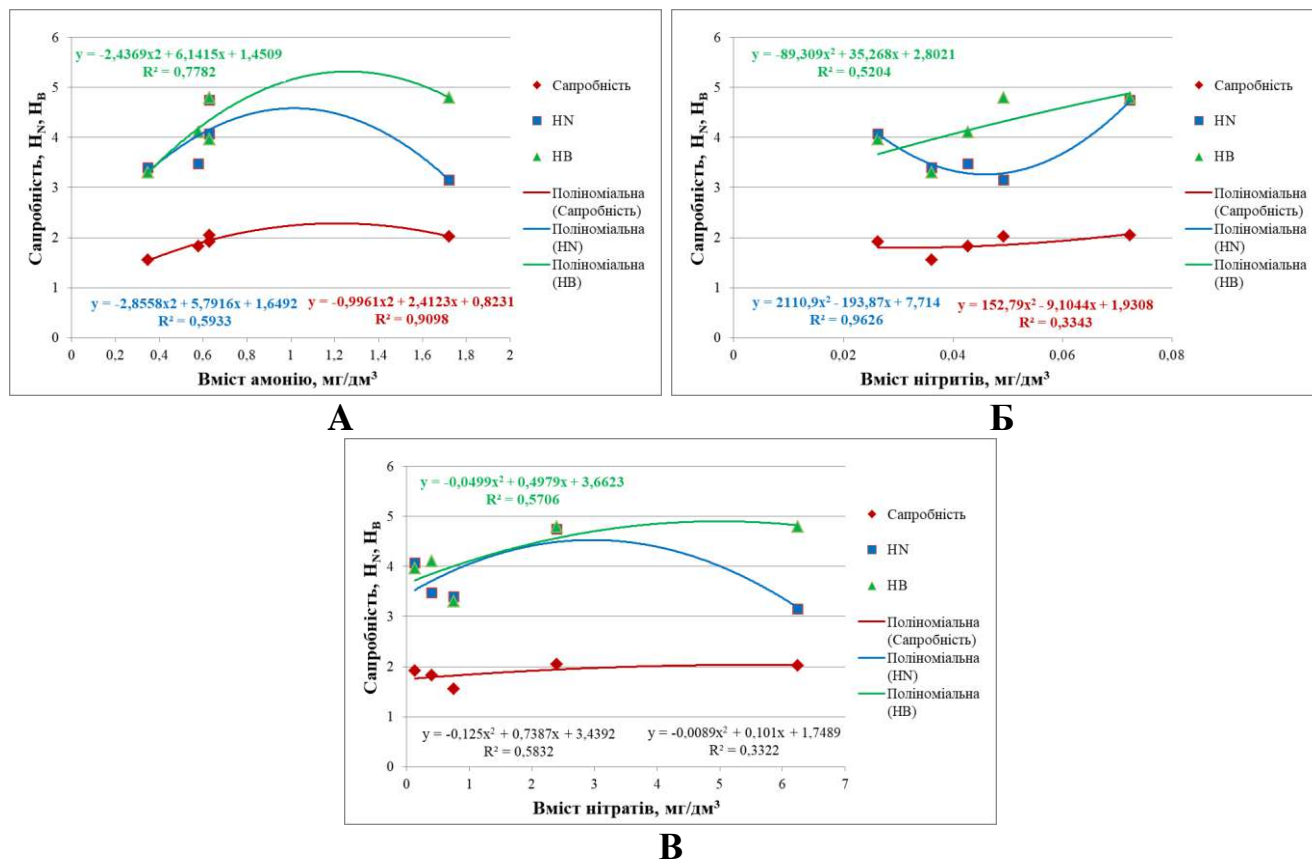 Сапробність, HN, HB
6
5
4
3
2
1
0
y = -2,4369x2 + 6,1415x + 1,4509
R² = 0,7782
y = -2,8558x2 + 5,7916x + 1,6492
R² = 0,5933
y = -0,9961x2 + 2,4123x + 0,8231
R² = 0,9098
0 0,2 0,4 0,6 0,8 1 1,2 1,4 1,6 1,8 2
Вміст амонію, мг/дм³
Сапробність
HN
HB
Поліноміальна
(Сапробність)
Поліноміальна
(HN)
Поліноміальна
(HB)
А
Сапробність, HN, HB
6
5
4
3
2
1
0
y = -89,309x² + 35,268x + 2,8021
R² = 0,5204
y = 2110,9x² - 193,87x + 7,714
R² = 0,9626
y = 152,79x² - 9,1044x + 1,9308
R² = 0,3343
0 0,02 0,04 0,06 0,08
Вміст нітритів, мг/дм³
Сапробність
HN
HB
Поліноміальна
(Сапробність)
Поліноміальна
(HN)
Поліноміальна
(HB)
Б
Сапробність, HN, HB
6
5
4
3
2
1
0
y = -0,0499x² + 0,4979x + 3,6623
R² = 0,5706
y = -0,125x² + 0,7387x + 3,4392
R² = 0,5832
y = -0,0089x² + 0,101x + 1,7489
R² = 0,3322
0 1 2 3 4 5 6 7
Вміст нітратів, мг/дм³
Сапробність
HN
HB
Поліноміальна
(Сапробність)
Поліноміальна
(HN)
Поліноміальна
(HB)
В